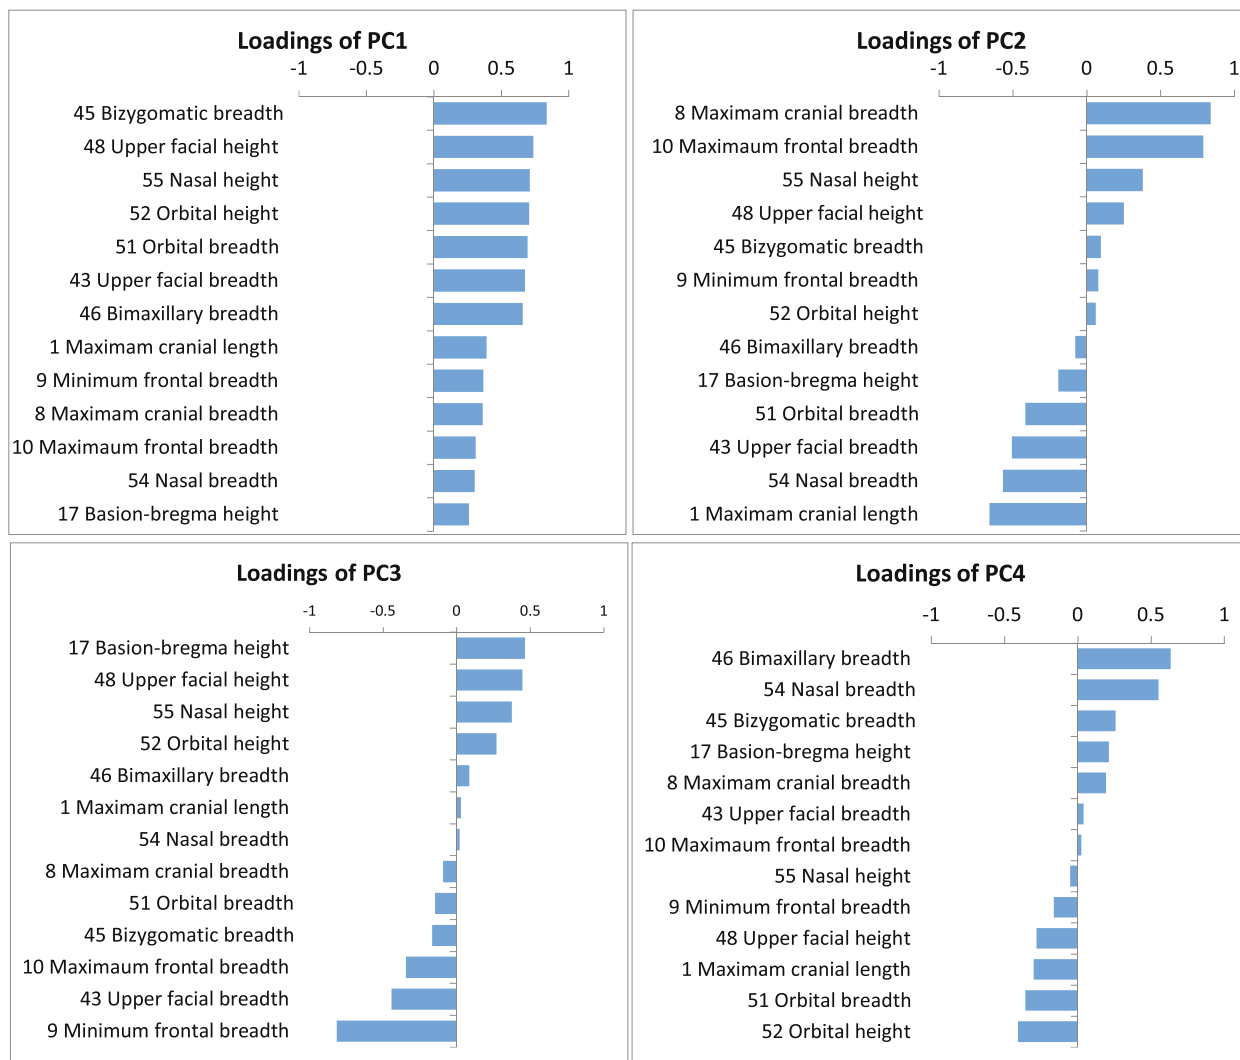 Loadings of PC1
-1 -0.5 0 0.5 1
45 Bizygomatic breadth
48 Upper facial height
55 Nasal height
52 Orbital height
51 Orbital breadth
43 Upper facial breadth
46 Bimaxillary breadth
1 Maximam cranial length
9 Minimum frontal breadth
8 Maximam cranial breadth
10 Maximaum frontal breadth
54 Nasal breadth
17 Basion-bregma height
Loadings of PC2
-1 -0.5 0 0.5 1
8 Maximam cranial breadth
10 Maximaum frontal breadth
55 Nasal height
48 Upper facial height
45 Bizygomatic breadth
9 Minimum frontal breadth
52 Orbital height
46 Bimaxillary breadth
17 Basion-bregma height
51 Orbital breadth
43 Upper facial breadth
54 Nasal breadth
1 Maximam cranial length
Loadings of PC3
-1 -0.5 0 0.5 1
17 Basion-bregma height
48 Upper facial height
55 Nasal height
52 Orbital height
46 Bimaxillary breadth
1 Maximam cranial length
54 Nasal breadth
8 Maximam cranial breadth
51 Orbital breadth
45 Bizygomatic breadth
10 Maximaum frontal breadth
43 Upper facial breadth
9 Minimum frontal breadth
Loadings of PC4
-1 -0.5 0 0.5 1
46 Bimaxillary breadth
54 Nasal breadth
45 Bizygomatic breadth
17 Basion-bregma height
8 Maximam cranial breadth
43 Upper facial breadth
10 Maximaum frontal breadth
55 Nasal height
9 Minimum frontal breadth
48 Upper facial height
1 Maximam cranial length
51 Orbital breadth
52 Orbital height